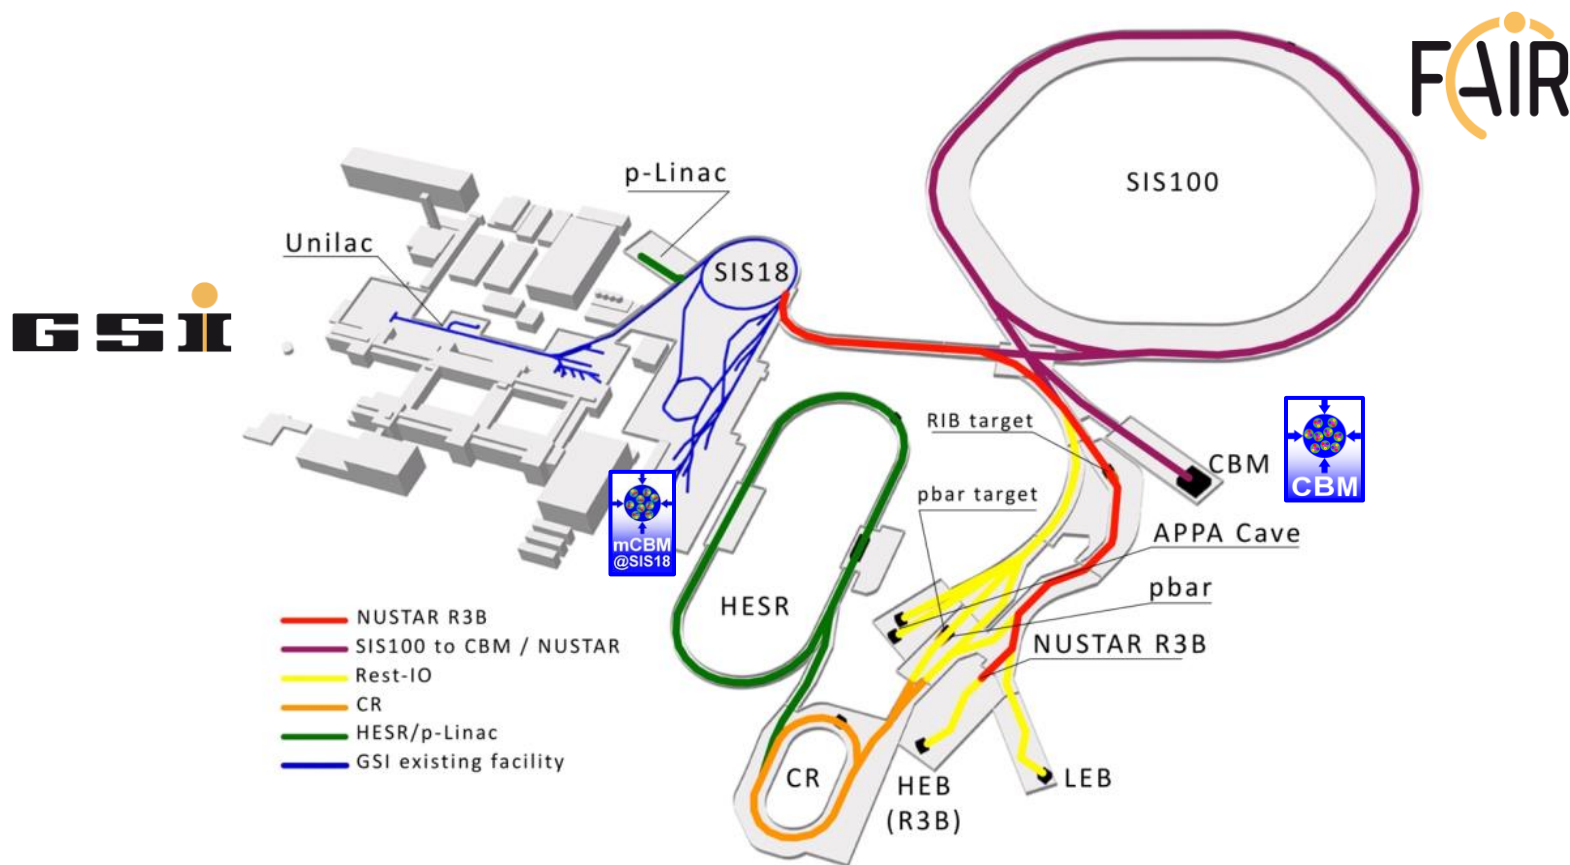 FAIR
SIS100
p-Linac
Unilac
SIS18
GSI
RIB target
CBM
CBM
pbar target
mCBM
@SIS18
APPA Cave
pbar
HESR
NUSTAR R3B
NUSTAR R3B
SIS100 to CBM / NUSTAR
Rest-IO
CR
HESR/p-Linac
GSI existing facility
CR
HEB
(R3B)
LEB